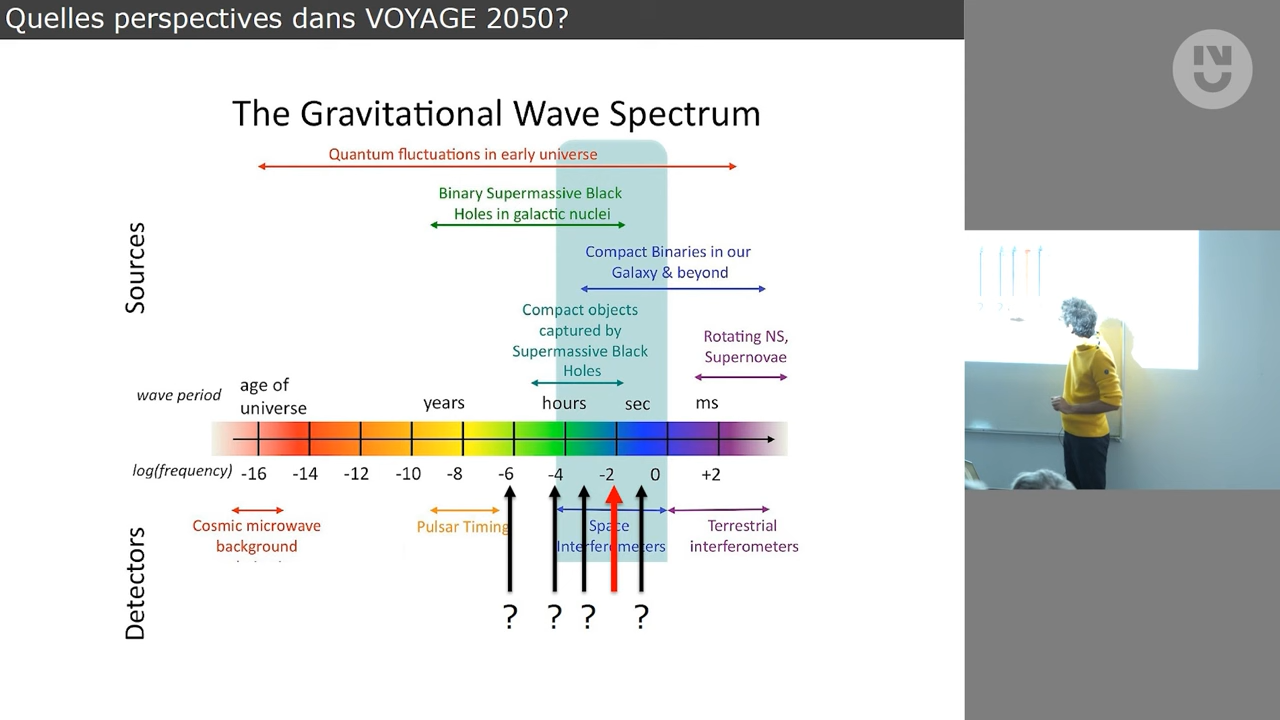 Quelles perspectives dans VOYAGE 2050?
The Gravitational Wave Spectrum
Quantum fluctuations in early universe
Binary Supermassive Black
Holes in galactic nuclei
Compact Binaries in our
Galaxy & beyond
Compact objects
captured by
Supermassive Black
Holes
Rotating NS,
Supernovae
Sources
wave period
age of
universe
years
hours
sec
ms
log(frequency)
-16
-14
-12
-10
-8
-6
-4
-2
0
+2
Detectors
Cosmic microwave
background
Pulsar Timing
Space
Interferometers
Terrestrial
interferometers
? ? ? ?